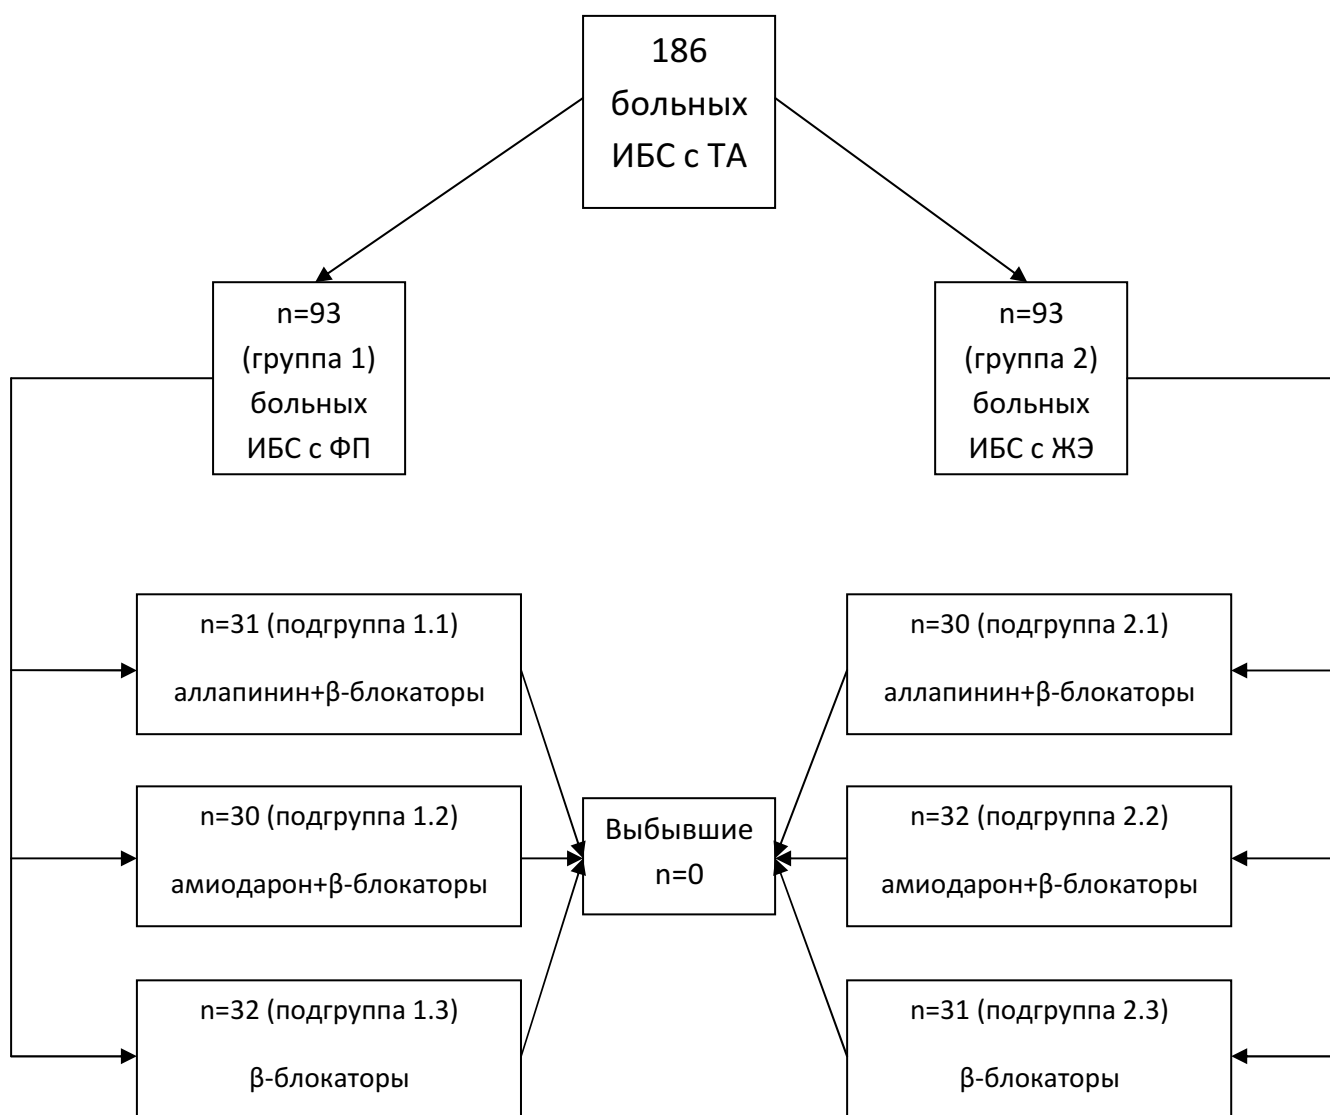 186
больных
ИБС с ТА
n=93
(группа 1)
больных
ИБС с ФП
n=93
(группа 2)
больных
ИБС с ЖЭ
n=31 (подгруппа 1.1)
аллапинин+β-блокаторы
n=30 (подгруппа 2.1)
аллапинин+β-блокаторы
n=30 (подгруппа 1.2)
амиодарон+β-блокаторы
Выбывшие
n=0
n=32 (подгруппа 2.2)
амиодарон+β-блокаторы
n=32 (подгруппа 1.3)
β-блокаторы
n=31 (подгруппа 2.3)
β-блокаторы